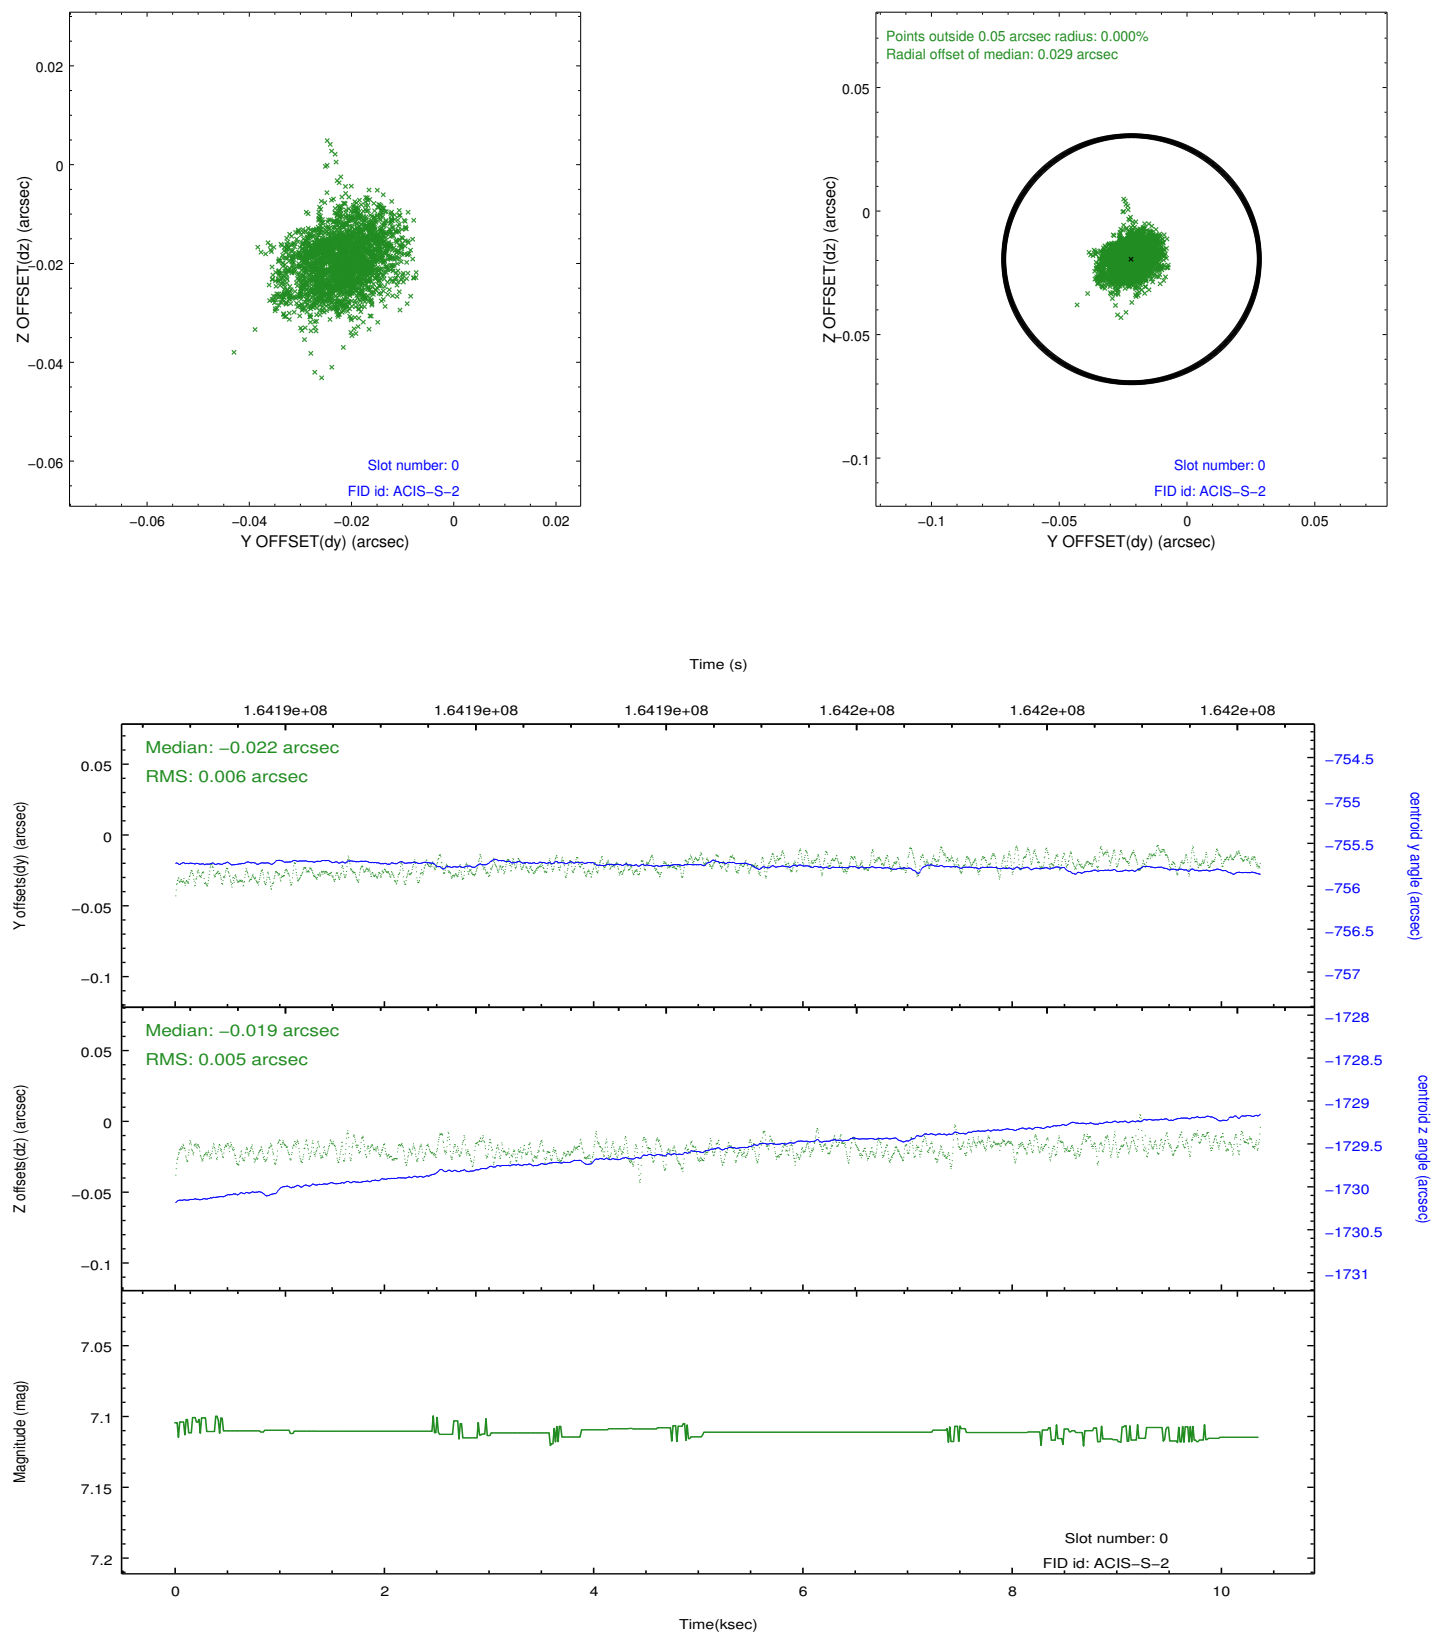 0.02
0
−0.02
−0.04
−0.06
Z OFFSET(dz) (arcsec)
Slot number: 0
FID id: ACIS−S−2
−0.06
−0.04
−0.02
0
0.02
Y OFFSET(dy) (arcsec)
Points outside 0.05 arcsec radius: 0.000%
Radial offset of median: 0.029 arcsec
0.05
0
−0.05
−0.1
Z OFFSET(dz) (arcsec)
Slot number: 0
FID id: ACIS−S−2
−0.1
−0.05
0
0.05
Y OFFSET(dy) (arcsec)
Time (s)
1.6419e+08
1.6419e+08
1.6419e+08
1.642e+08
1.642e+08
1.642e+08
Median: −0.022 arcsec
RMS: 0.006 arcsec
0.05
0
−0.05
−0.1
Y offsets(dy) (arcsec)
−754.5
−755
−755.5
−756
−756.5
−757
centroid y angle (arcsec)
Median: −0.019 arcsec
RMS: 0.005 arcsec
0.05
0
−0.05
−0.1
Z offsets(dz) (arcsec)
−1728
−1728.5
−1729
−1729.5
−1730
−1730.5
−1731
centroid z angle (arcsec)
7.05
7.1
7.15
7.2
Magnitude (mag)
Slot number: 0
FID id: ACIS−S−2
0
2
4
6
8
10
Time(ksec)